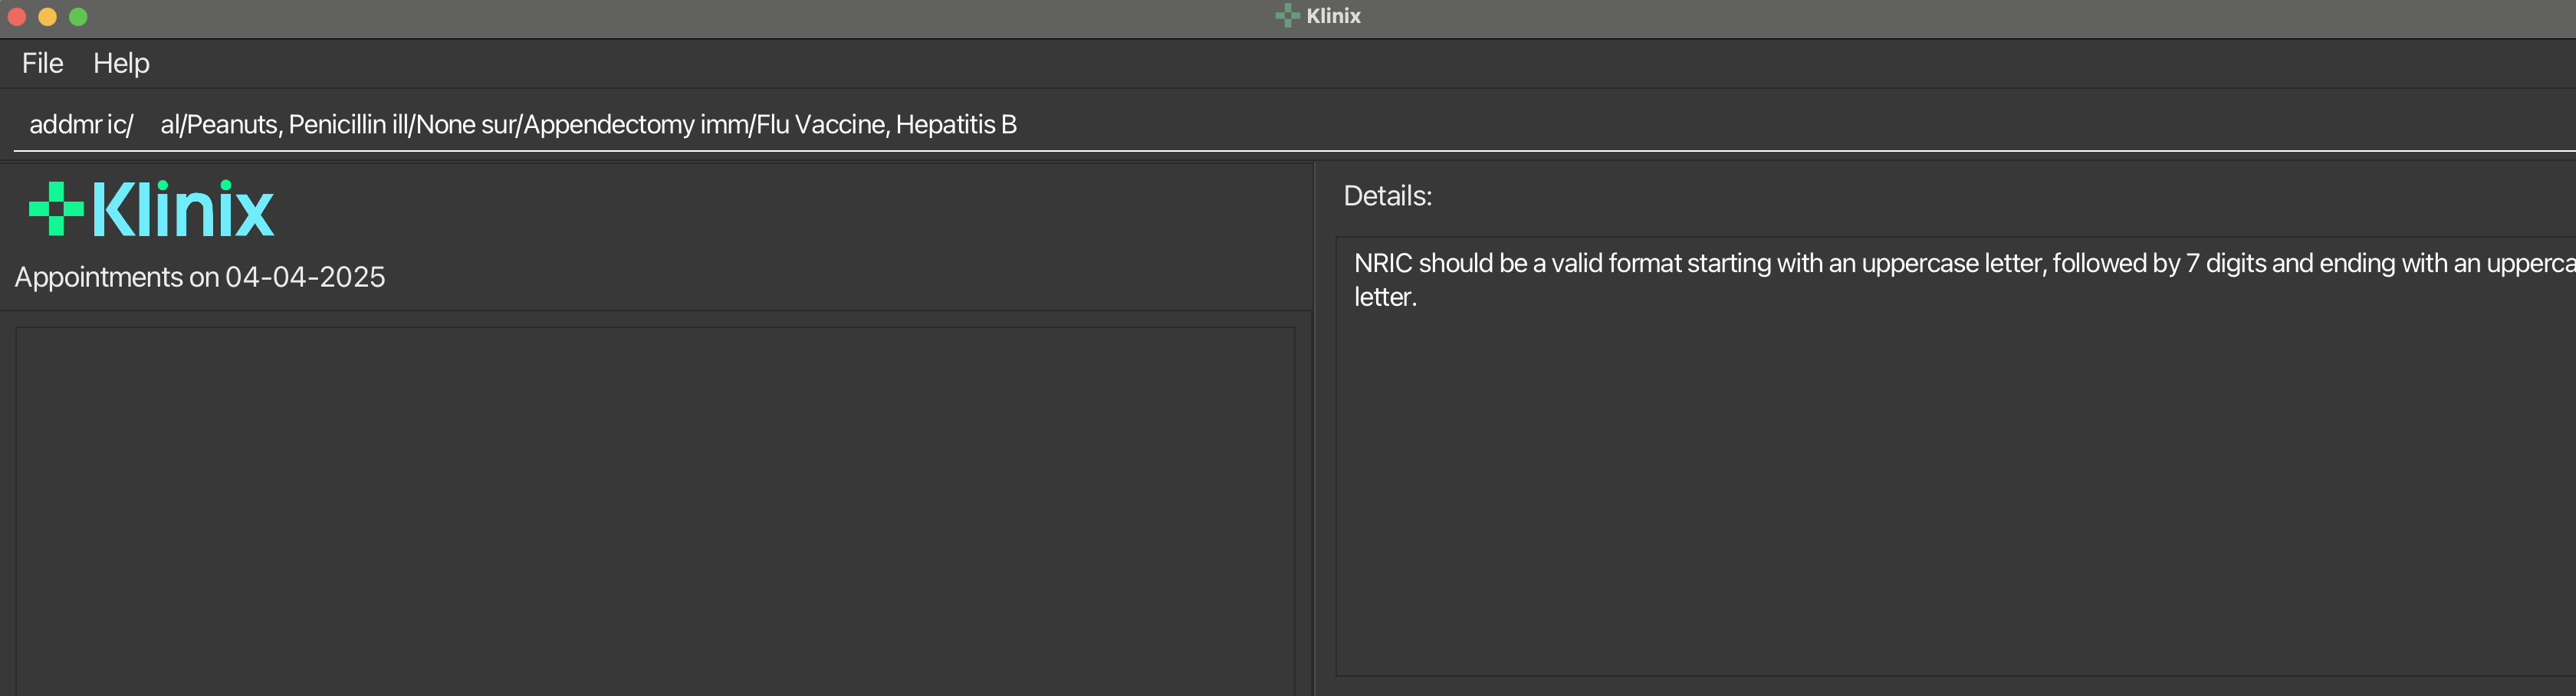 Klinix
File Help
addmr ic/    al/Peanuts, Penicillin ill/None sur/Appendectomy imm/Flu Vaccine, Hepatitis B
Klinix
Appointments on 04-04-2025
Details:
NRIC should be a valid format starting with an uppercase letter, followed by 7 digits and ending with an upperca
letter.